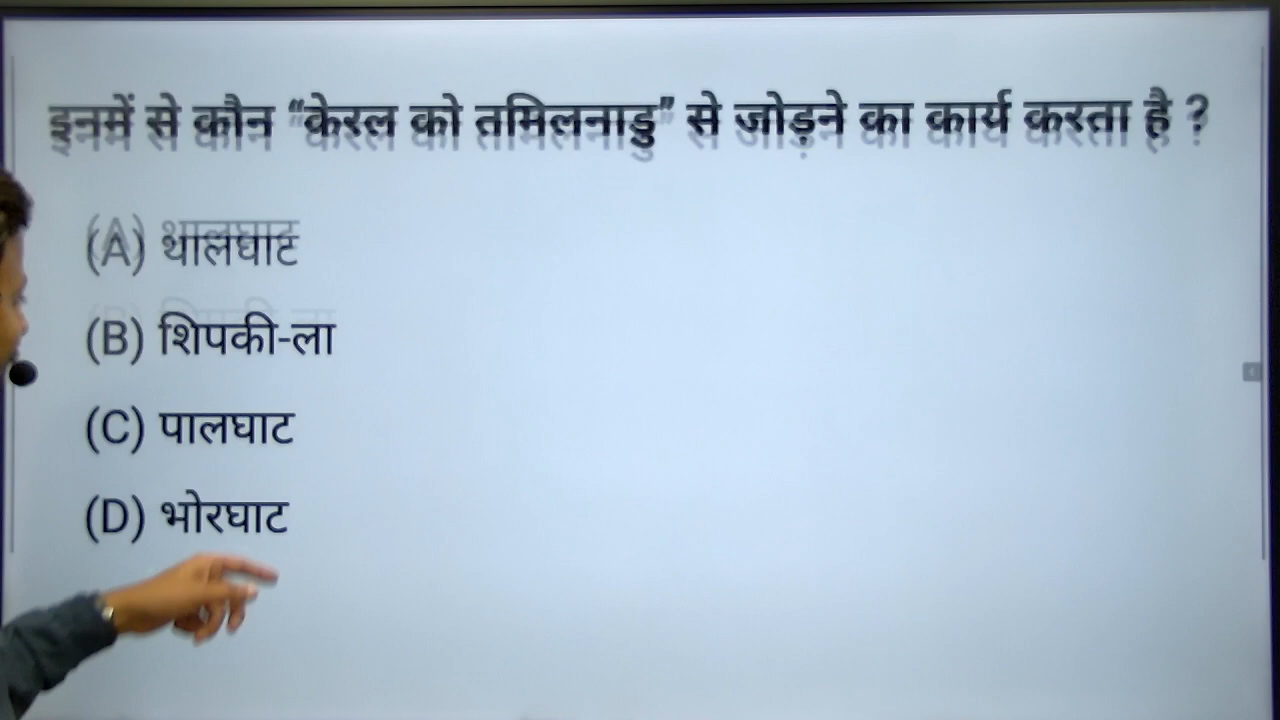 इनमें से कौन “केरल को तमिलनाडु” से जोड़ने का कार्य करता है ?
(A) थालघाट
(B) शिपकी-ला
(C) पालघाट
(D) भोरघाट